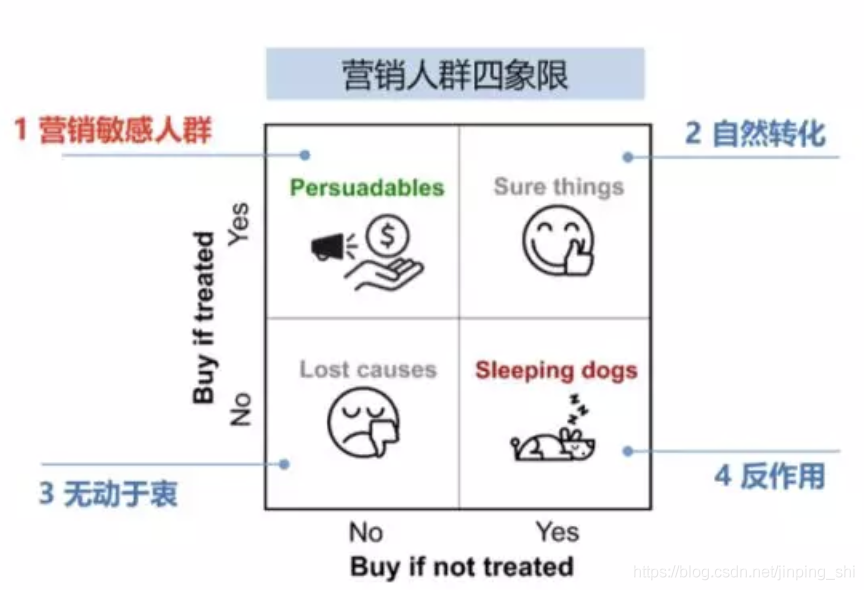 营销人群四象限
1 营销敏感人群
2 自然转化
Persuadables
Sure things
$
Buy if treated
Yes
No
Lost causes
Sleeping dogs
z z z z
3 无动于衷
4 反作用
No
Yes
Buy if not treated
https://blog.csdn.net/jinping_shi